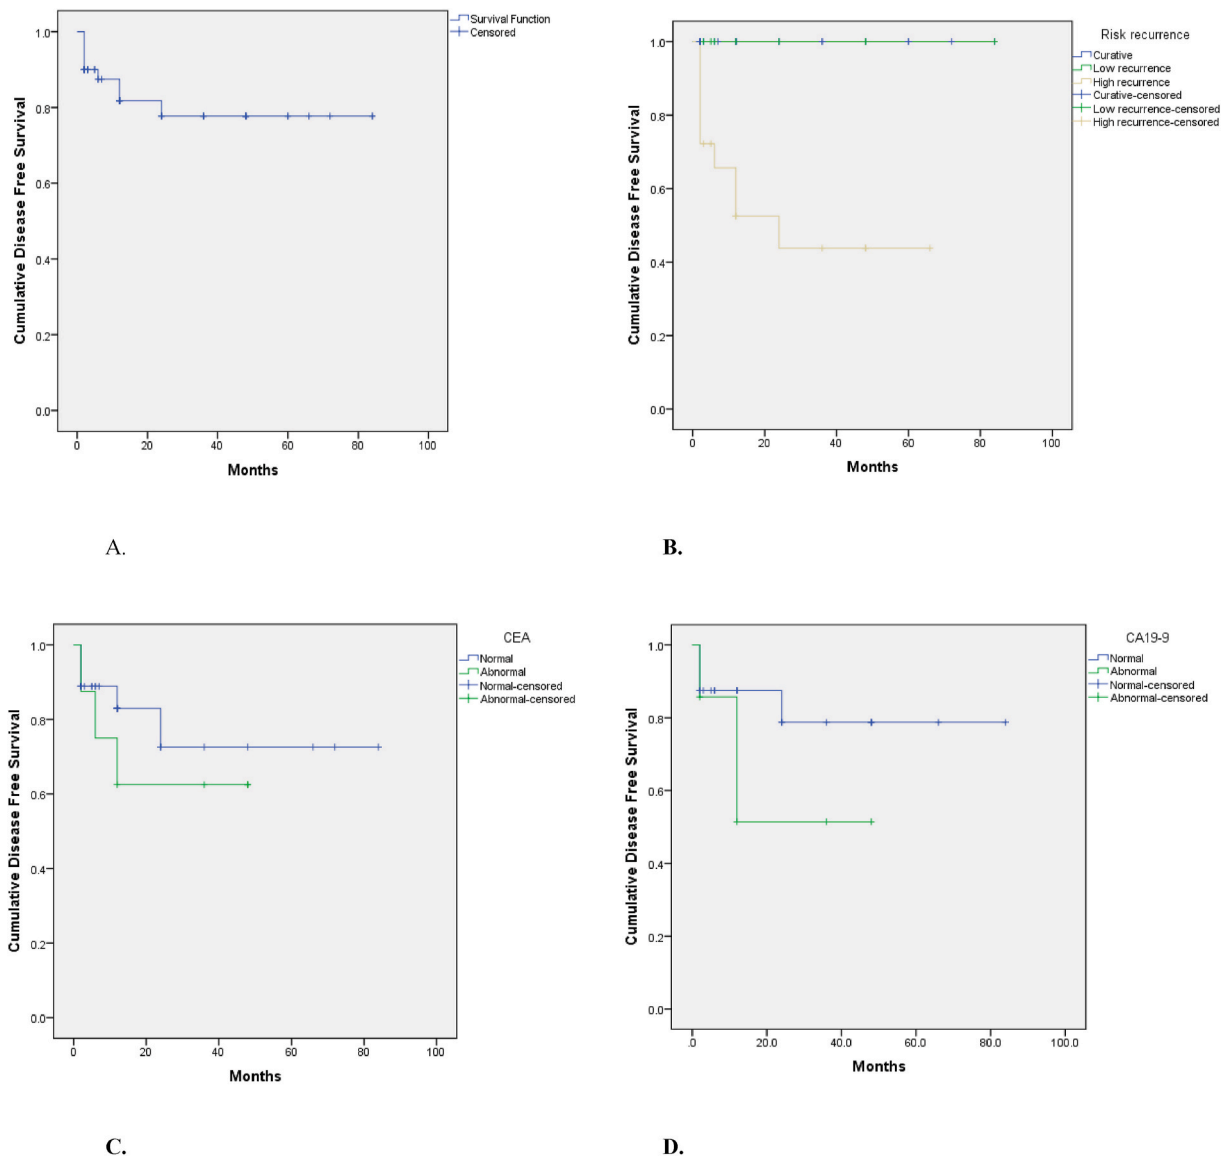 Survival Function
Censored
1.0
0.8
0.6
0.4
0.2
0.0
Cumulative Disease Free Survival
0 20 40 60 80 100
Months
A.
Risk recurrence
Curative
Low recurrence
High recurrence
Curative-censored
Low recurrence-censored
High recurrence-censored
1.0
0.8
0.6
0.4
0.2
0.0
Cumulative Disease Free Survival
0 20 40 60 80 100
Months
B.
CEA
Normal
Abnormal
Normal-censored
Abnormal-censored
1.0
0.8
0.6
0.4
0.2
0.0
Cumulative Disease Free Survival
0 20 40 60 80 100
Months
C.
CA19-9
Normal
Abnormal
Normal-censored
Abnormal-censored
1.0
0.8
0.6
0.4
0.2
0.0
Cumulative Disease Free Survival
.0 20.0 40.0 60.0 80.0 100.0
Months
D.